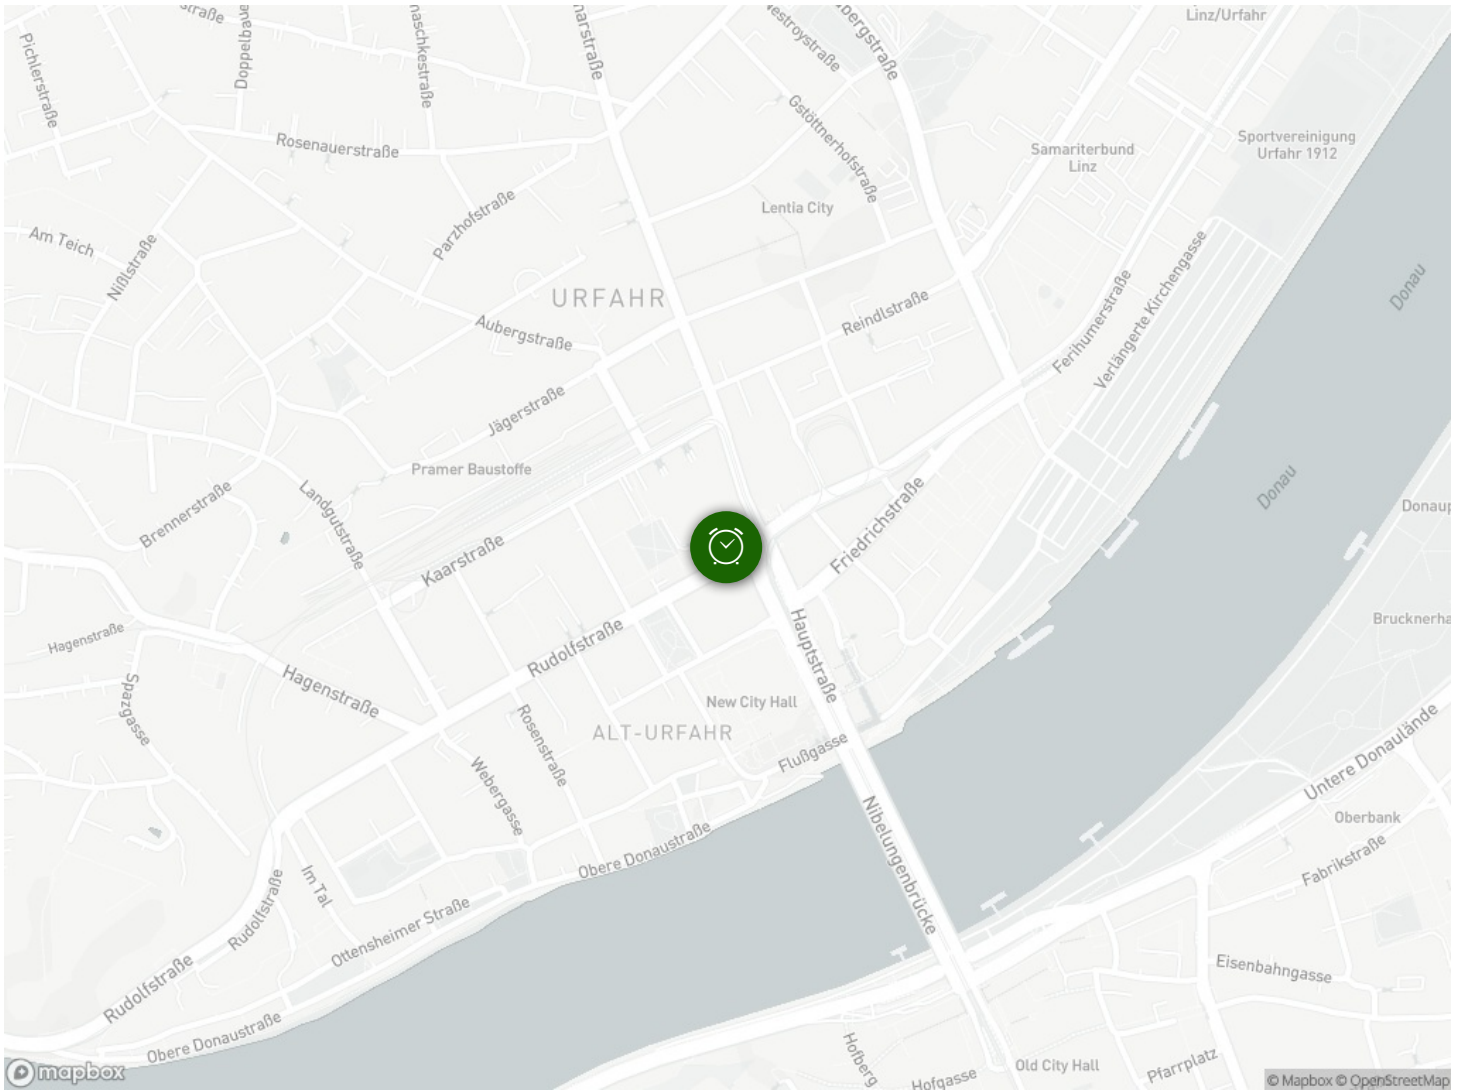 Linz/Urfahr
Pichlerstraße
Rosenauerstraße
Gstöttnerhofstraße
Sportvereinigung
Urfahr 1912
Samariterbund
Linz
Lentia City
Parzhofstraße
Am Teich
Nißlstraße
URFAHR
Aubergstraße
Reindlstraße
Ferihumerstraße
Verlängerte Kirchengasse
Donau
Jägerstraße
Pramer Baustoffe
Brennerstraße
Landgutstraße
Kaarstraße
Friedrichstraße
Donau
Hagenstraße
Hagenstraße
Spazgasse
Rudolfstraße
Hauptstraße
New City Hall
ALT-URFAHR
Rosenstraße
Flußgasse
Webergasse
Untere Donaulände
Nibelungenbrücke
Oberbank
Fabrikstraße
Obere Donaustraße
Im Tal
Rudolfstraße
Ottensheimer Straße
Rudolfstraße
Eisenbahngasse
Obere Donaustraße
Hofberg
Hofgasse
Old City Hall
Pfarrplatz
mapbox
© Mapbox © OpenStreetMap